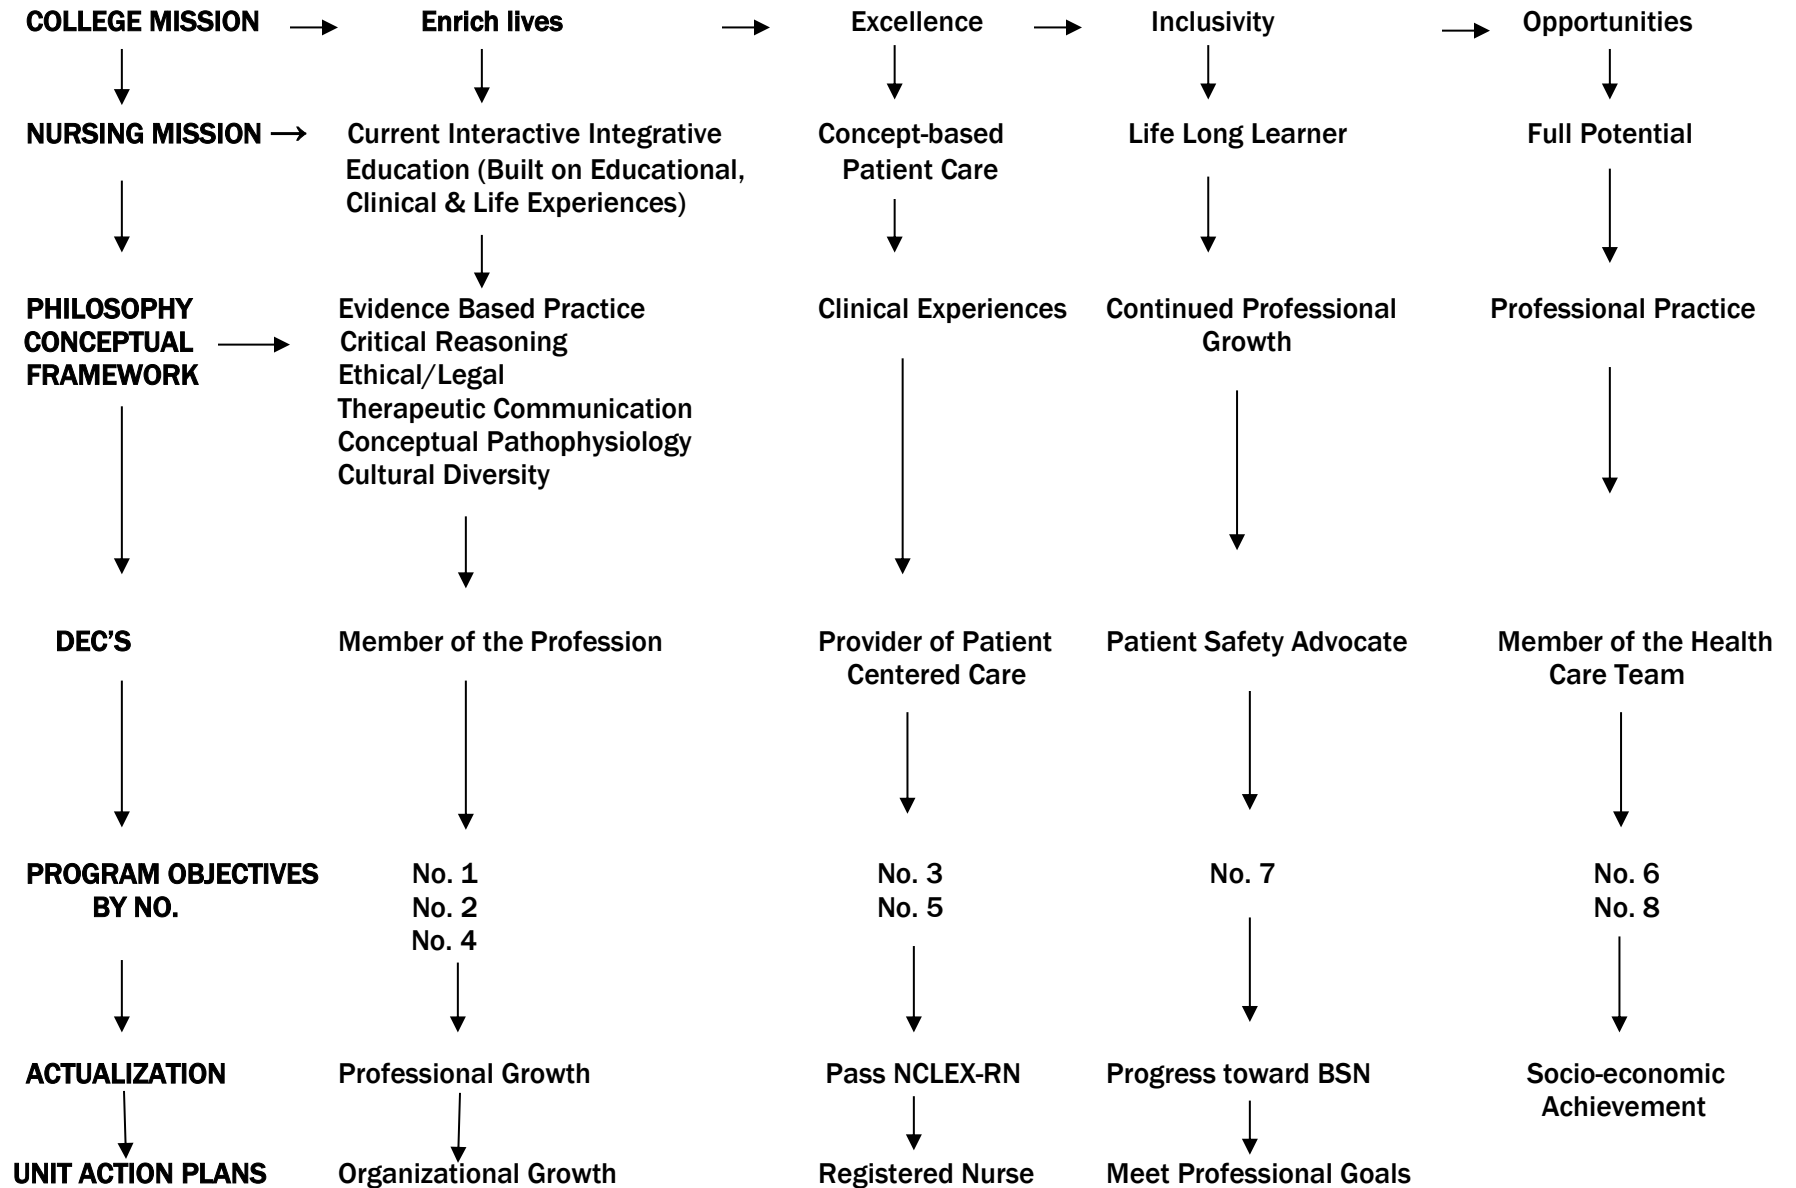 COLLEGE MISSION Enrich lives Excellence Inclusivity Opportunities
NURSING MISSION Current Interactive Integrative Concept-based Life Long Learner Full Potential
Education (Built on Educational, Patient Care
Clinical & Life Experiences)
PHILOSOPHY Evidence Based Practice Clinical Experiences Continued Professional Professional Practice
CONCEPTUAL Critical Reasoning Growth
FRAMEWORK Ethical/Legal
Therapeutic Communication
Conceptual Pathophysiology
Cultural Diversity
DEC’S Member of the Profession Provider of Patient Patient Safety Advocate Member of the Health
Centered Care Care Team
PROGRAM OBJECTIVES No. 1 No. 3 No. 7 No. 6
BY NO. No. 2 No. 5 No. 8
No. 4
ACTUALIZATION Professional Growth Pass NCLEX-RN Progress toward BSN Socio-economic
Achievement
UNIT ACTION PLANS Organizational Growth Registered Nurse Meet Professional Goals